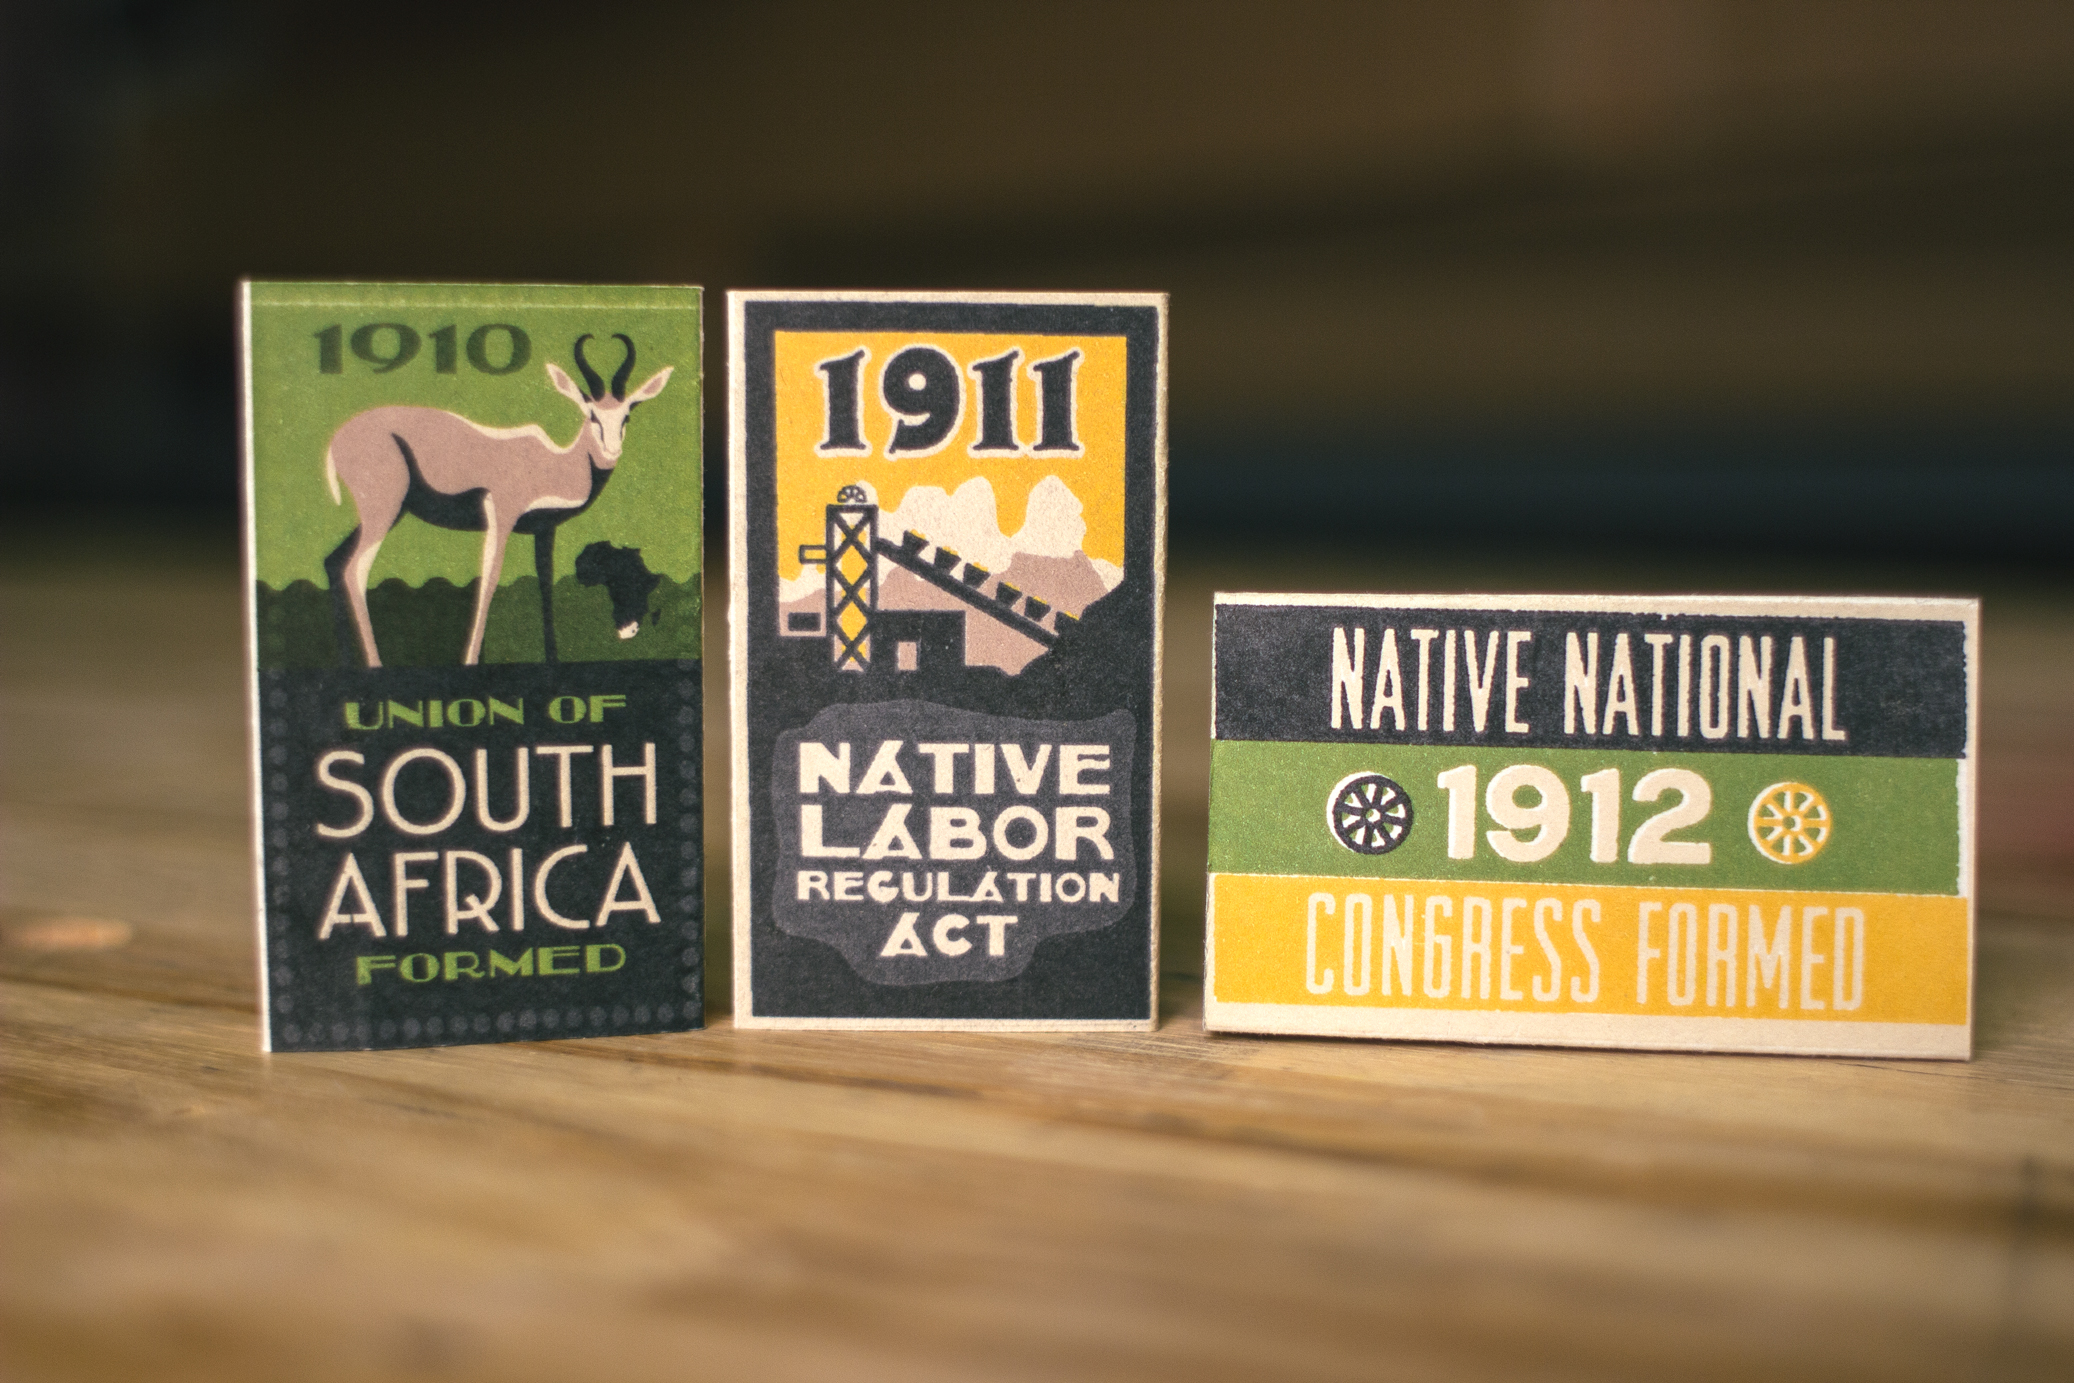 1910
UNION OF
SOUTH
AFRICA
FORMED
1911
NATIVE
LABOR
REGULATION
ACT
NATIVE NATIONAL
1912
CONGRESS FORMED